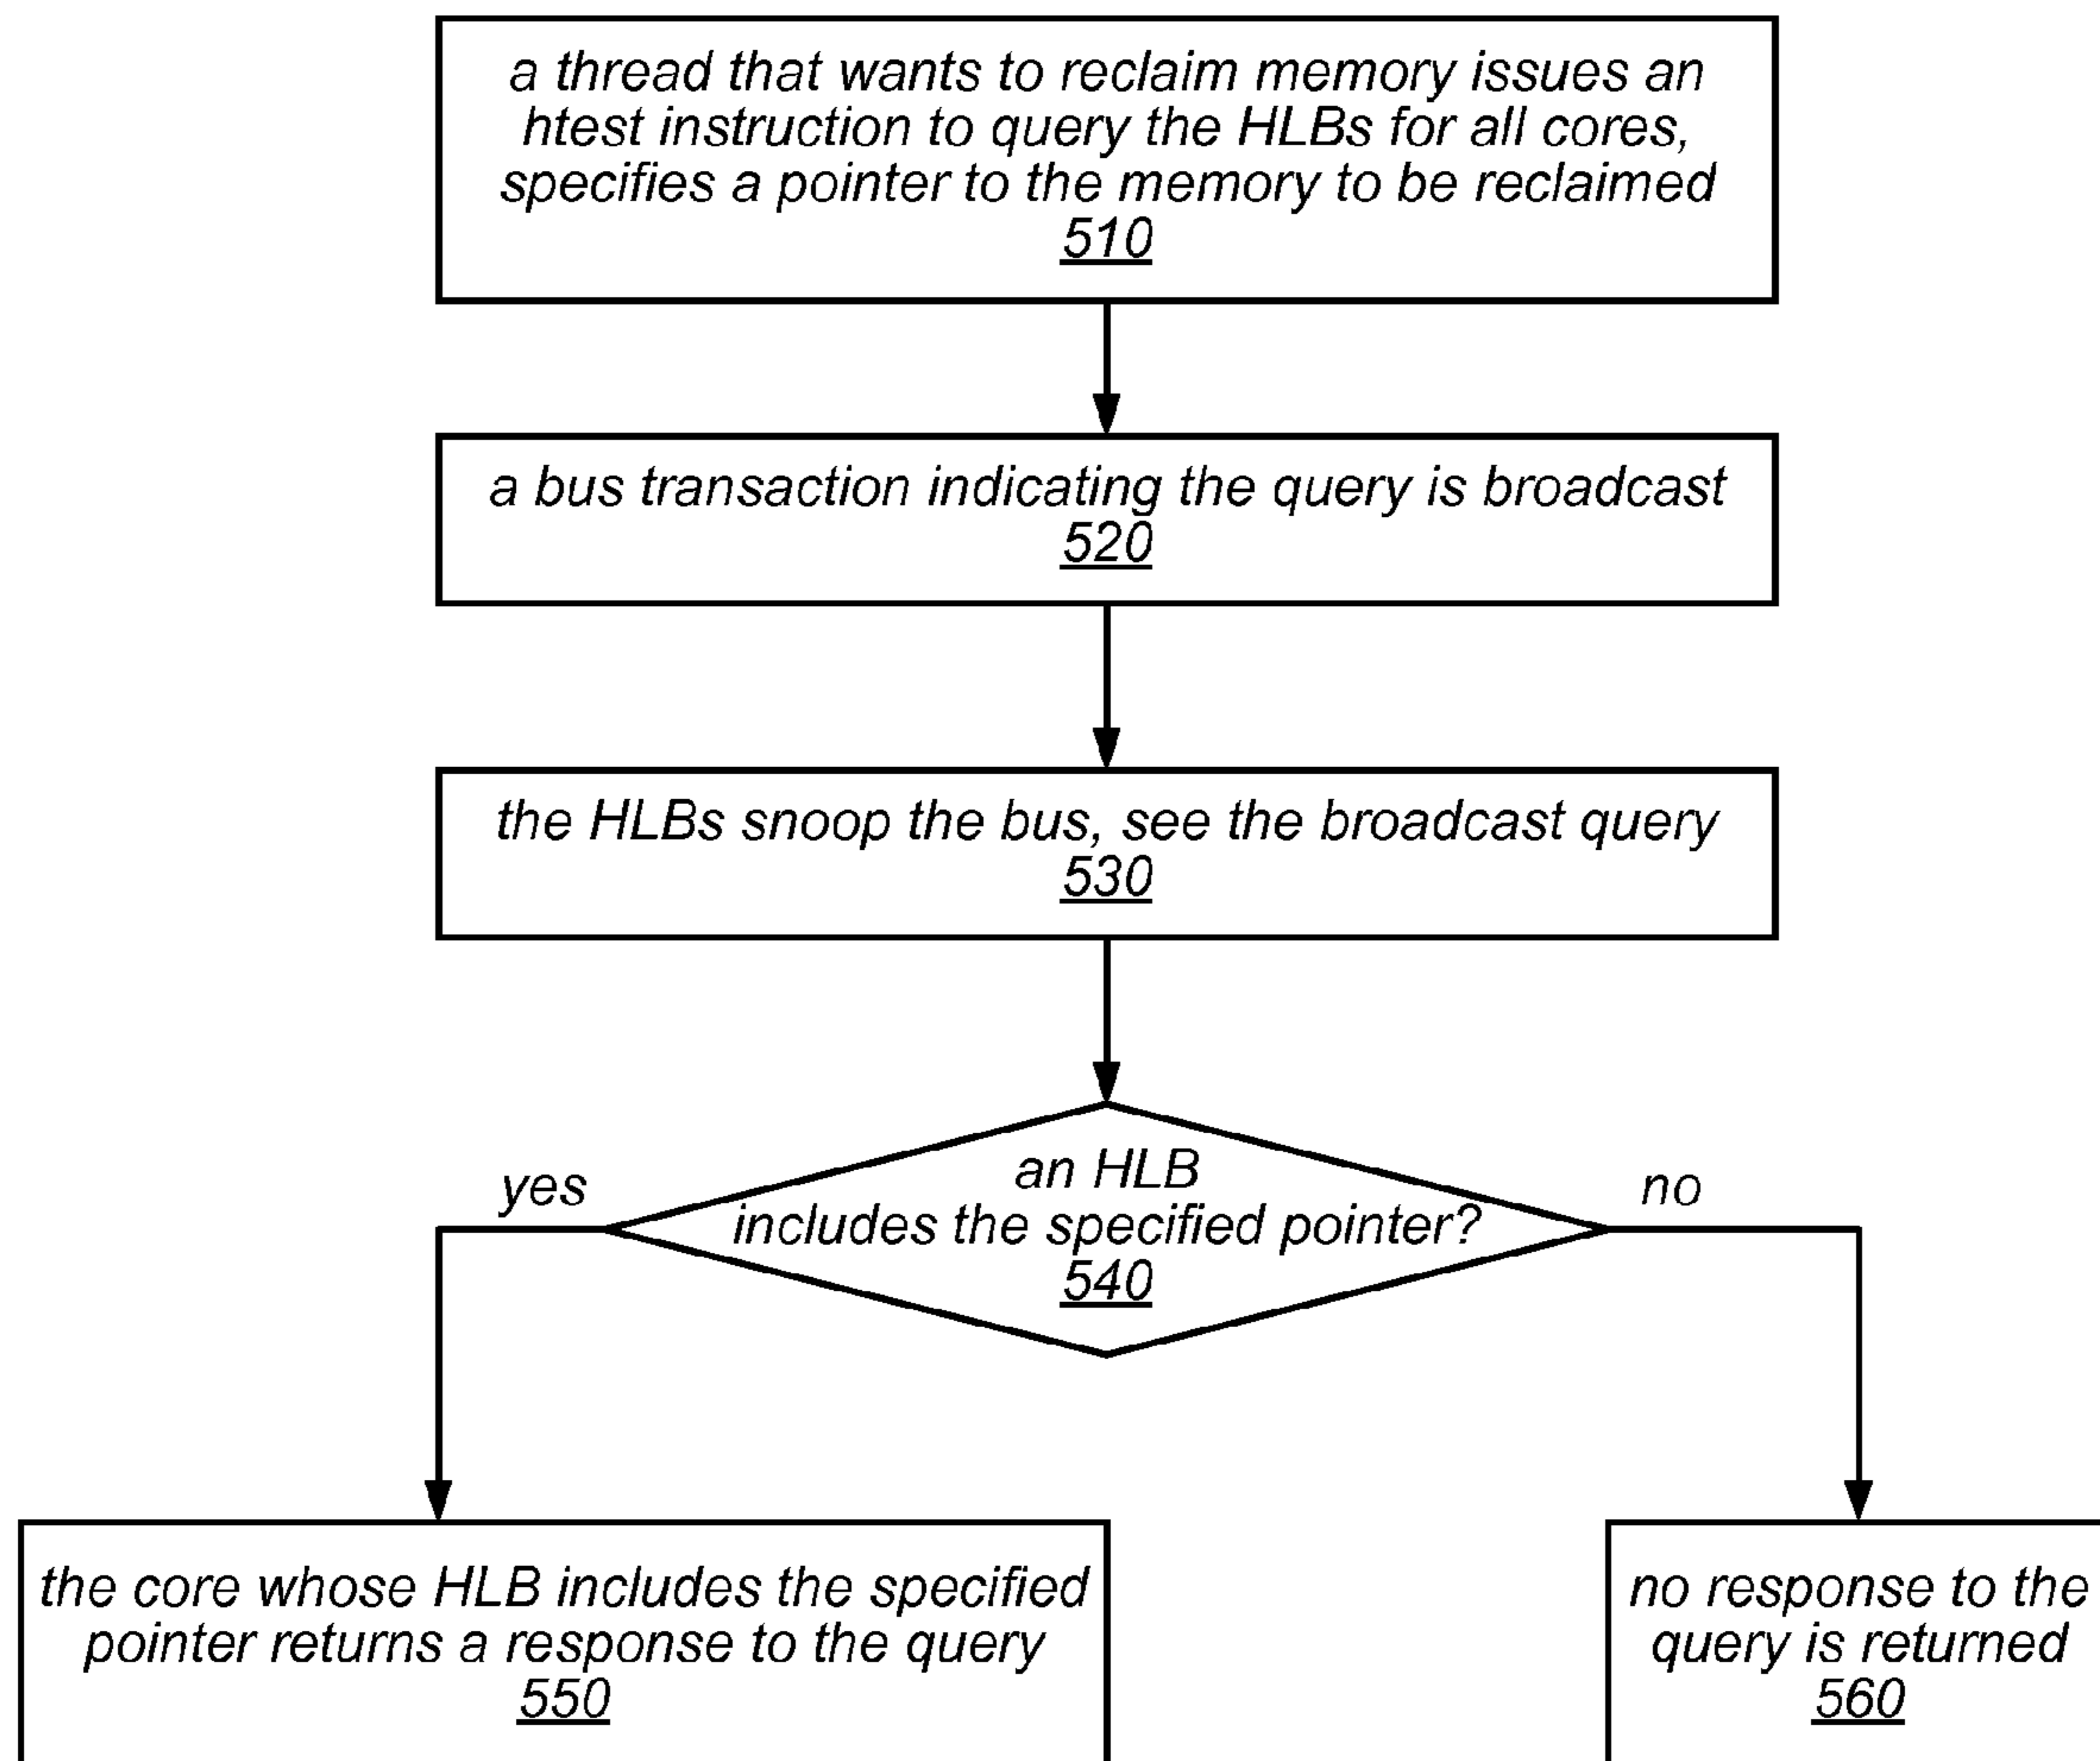 a thread that wants to reclaim memory issues an
htest instruction to query the HLBs for all cores,
specifies a pointer to the memory to be reclaimed
510
a bus transaction indicating the query is broadcast
520
the HLBs snoop the bus, see the broadcast query
530
an HLB
includes the specified pointer?
540
yes
no
the core whose HLB includes the specified
pointer returns a response to the query
550
no response to the
query is returned
560